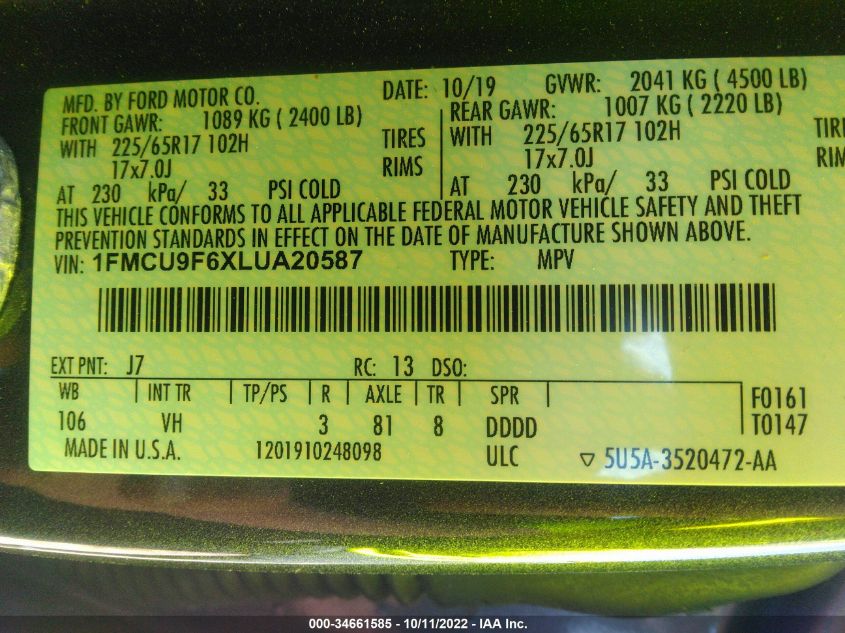 MFD. BY FORD MOTOR CO. DATE: 10/19 GVWR: 2041 KG ( 4500 LB)
FRONT GAWR: 1089 KG ( 2400 LB) REAR GAWR: 1007 KG ( 2220 LB)
WITH 225/65R17 102H TIRES WITH 225/65R17 102H
17x7.0J RIMS 17x7.0J
AT 230 kPa/ 33 PSI COLD AT 230 kPa/ 33 PSI COLD
THIS VEHICLE CONFORMS TO ALL APPLICABLE FEDERAL MOTOR VEHICLE SAFETY AND THEFT
PREVENTION STANDARDS IN EFFECT ON THE DATE OF MANUFACTURE SHOWN ABOVE.
VIN: 1FMCU9F6XLUA20587 TYPE: MPV
EXT PNT: J7 RC: 13 DSO:
WB INT TR TP/PS R AXLE TR SPR F0161
106 VH 3 81 8 DDDD T0147
MADE IN U.S.A. 1201910248098 ULC ▽ 5U5A-3520472-AA
000-34661585 - 10/11/2022 - IAA Inc.